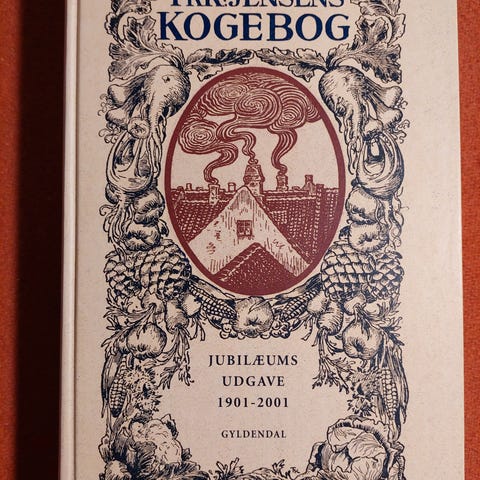 FRK. JENSENS
KOGEBOG
JUBILÆUMS
UDGAVE
1901-2001
GYLDENDAL